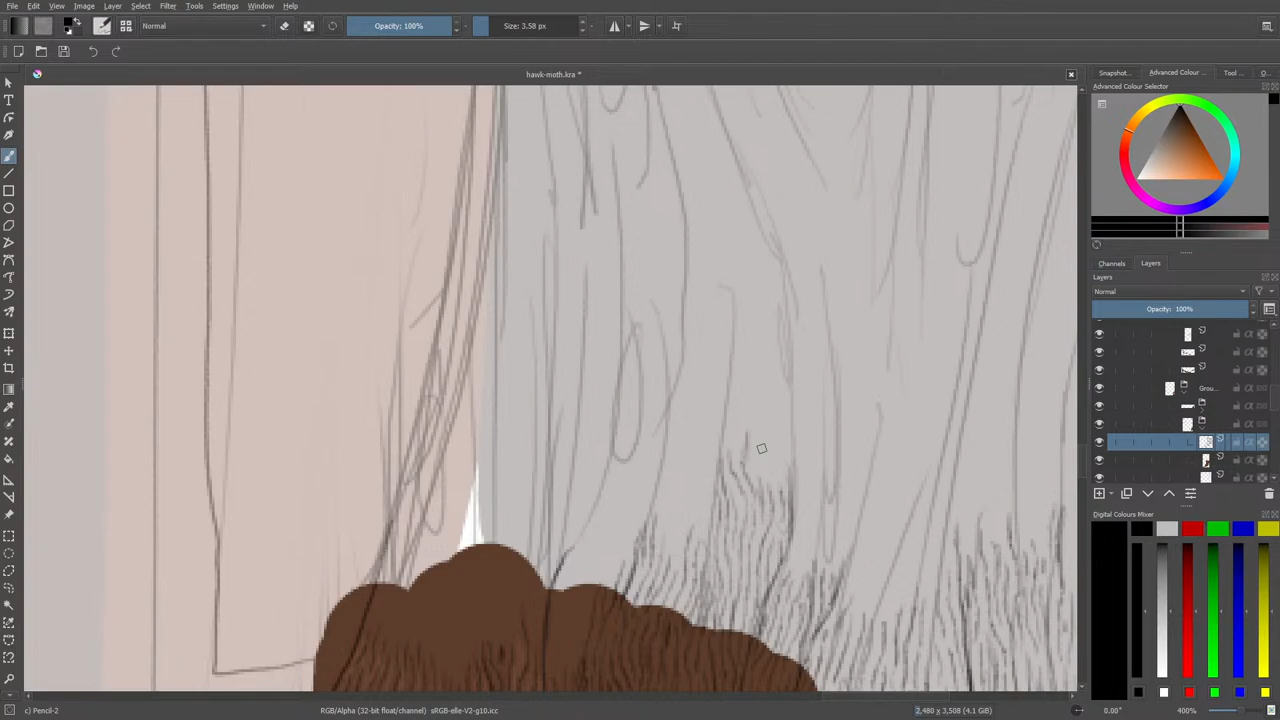 File Edit View Image Layer Select Filter Tools Settings Window Help
Normal Opacity: 100% Size: 3.58 px
hawk-moth.kra *
Snapshot... Advanced Colour ... Tool ... O...
Advanced Colour Selector
Channels Layers
Layers
Normal
Opacity: 100%
Grou...
Digital Colours Mixer
c) Pencil-2 RGB/Alpha (32-bit float/channel) sRGB-elle-V2-g10.icc 2,480 x 3,508 (4.1 GiB) 0.00° 400%